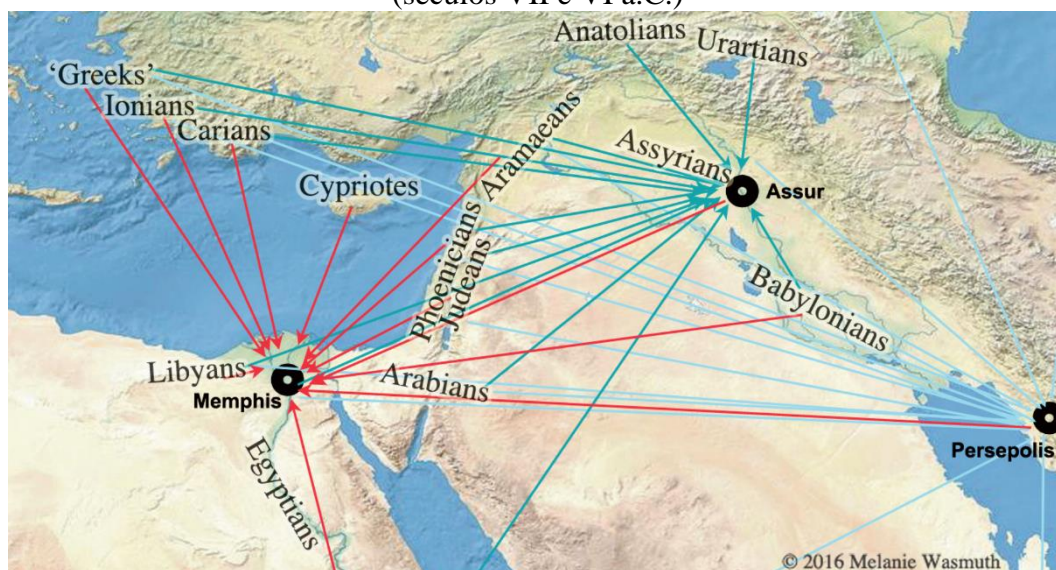 (séculos VII e VI a.C.)
Anatolians
Urartians
'Greeks'
Ionians
Carians
Aramaeans
Assyrians
Assur
Cypriotes
Phoenicians
Judeans
Babylonians
Libyans
Memphis
Arabians
Persepolis
Egyptians
© 2016 Melanie Wasmuth